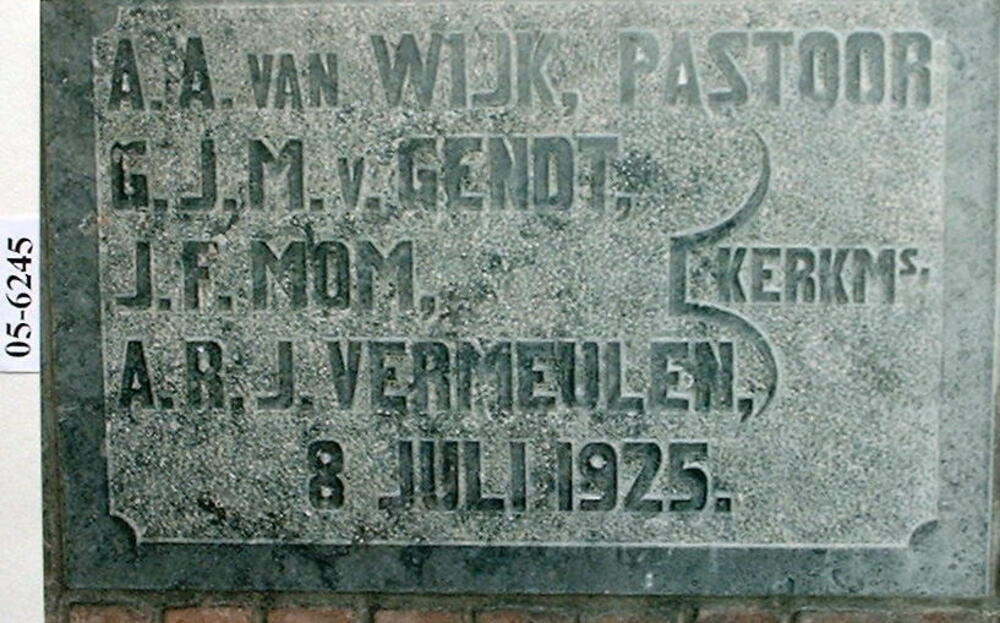 A. A. VAN WIJK, PASTOOR
G. J. M. v. GENDT,
J. F. MOM, KERKMs.
A. R. J. VERMEULEN,
8 JULI 1925.
05-6245